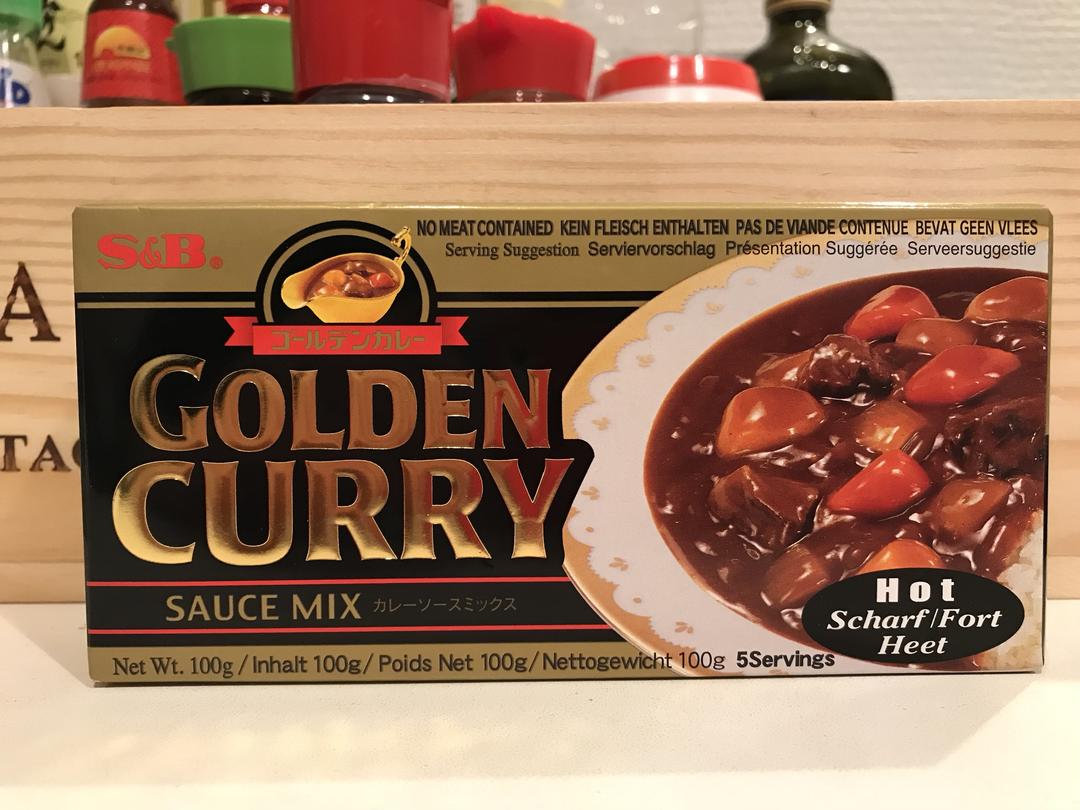 S&B®
NO MEAT CONTAINED KEIN FLEISCH ENTHALTEN PAS DE VIANDE CONTENUE BEVAT GEEN VLEES
Serving Suggestion Serviervorschlag Présentation Suggérée Serveersuggestie
ゴールデンカレー
GOLDEN
CURRY
SAUCE MIX カレーソースミックス
Hot
Scharf/Fort
Heet
Net Wt. 100g / Inhalt 100g / Poids Net 100g / Nettogewicht 100g 5Servings
A
TAG